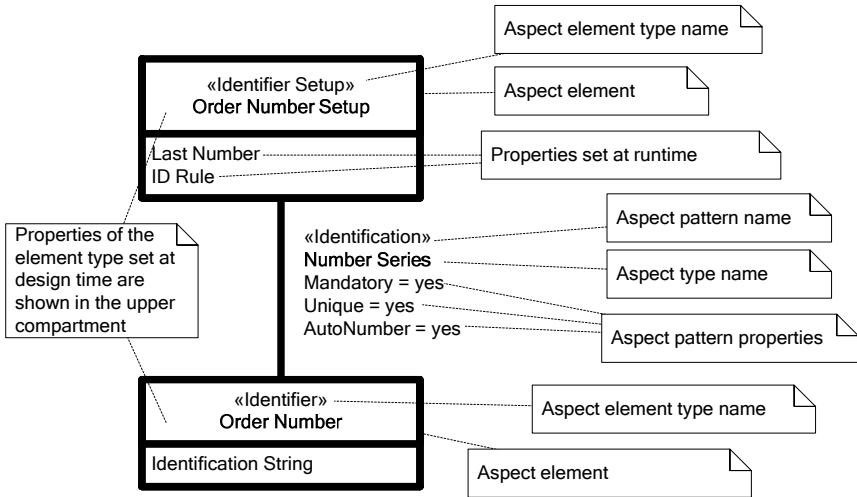 Aspect element type name
«Identifier Setup»
Order Number Setup
Aspect element
Last Number
ID Rule
Properties set at runtime
Properties of the
element type set at
design time are
shown in the upper
compartment
«Identification»
Number Series
Mandatory = yes
Unique = yes
AutoNumber = yes
Aspect pattern name
Aspect type name
Aspect pattern properties
«Identifier»
Order Number
Aspect element type name
Identification String
Aspect element